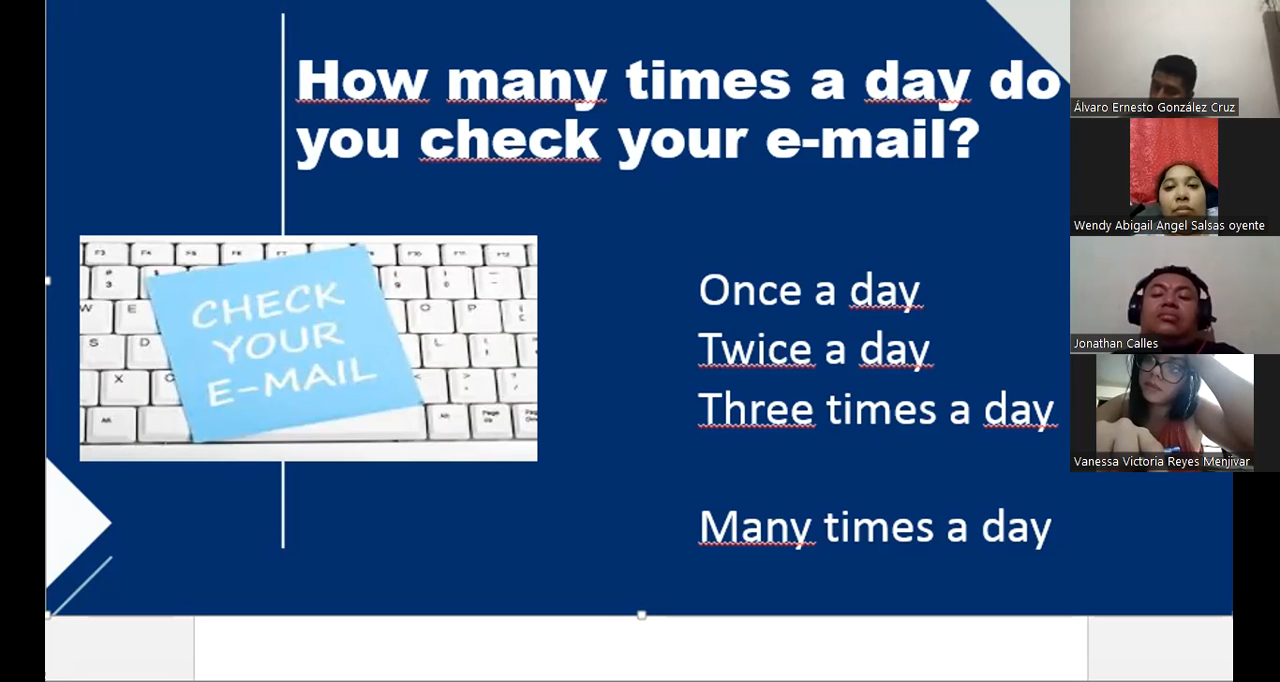 How many times a day do
you check your e-mail?
CHECK
YOUR
E-MAIL
Once a day
Twice a day
Three times a day
Many times a day
Álvaro Ernesto González Cruz
Wendy Abigail Angel Salsas oyente
Jonathan Calles
Vanessa Victoria Reyes Menjivar